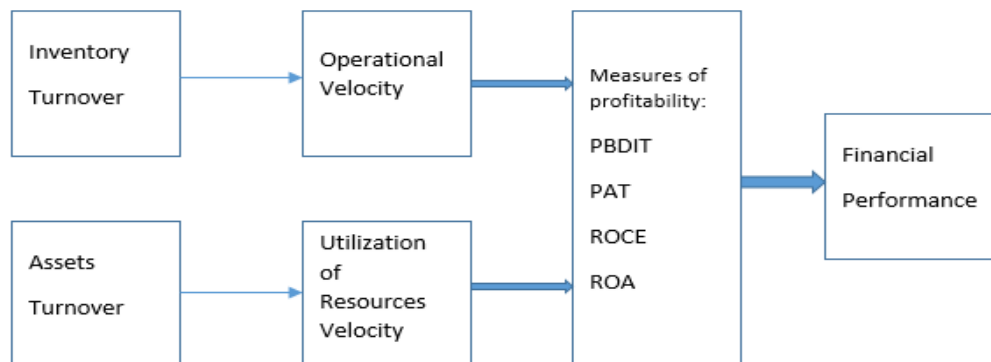 Inventory
Turnover
Operational
Velocity
Assets
Turnover
Utilization
of
Resources
Velocity
Measures of
profitability:
PBDIT
PAT
ROCE
ROA
Financial
Performance